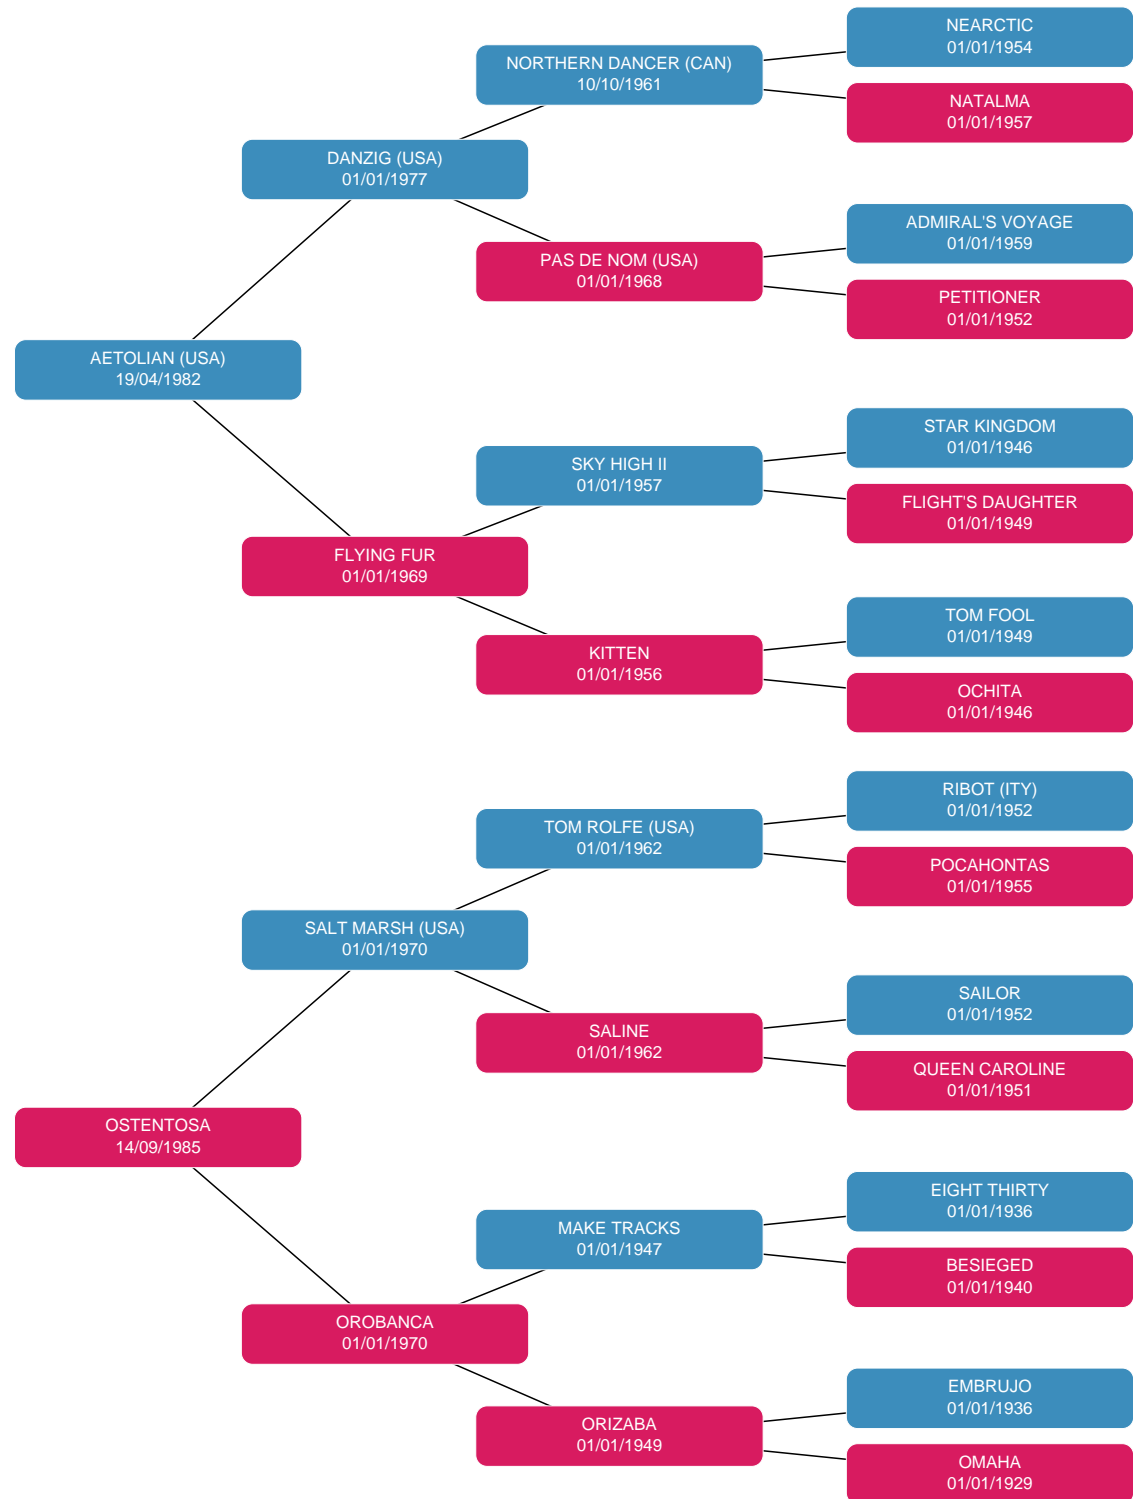 NEARCTIC
01/01/1954
NORTHERN DANCER (CAN)
10/10/1961
NATALMA
01/01/1957
DANZIG (USA)
01/01/1977
ADMIRAL'S VOYAGE
01/01/1959
PAS DE NOM (USA)
01/01/1968
PETITIONER
01/01/1952
AETOLIAN (USA)
19/04/1982
STAR KINGDOM
01/01/1946
SKY HIGH II
01/01/1957
FLIGHT'S DAUGHTER
01/01/1949
FLYING FUR
01/01/1969
TOM FOOL
01/01/1949
KITTEN
01/01/1956
OCHITA
01/01/1946
RIBOT (ITY)
01/01/1952
TOM ROLFE (USA)
01/01/1962
POCAHONTAS
01/01/1955
SALT MARSH (USA)
01/01/1970
SAILOR
01/01/1952
SALINE
01/01/1962
QUEEN CAROLINE
01/01/1951
OSTENTOSA
14/09/1985
EIGHT THIRTY
01/01/1936
MAKE TRACKS
01/01/1947
BESIEGED
01/01/1940
OROBANCA
01/01/1970
EMBRUJO
01/01/1936
ORIZABA
01/01/1949
OMAHA
01/01/1929